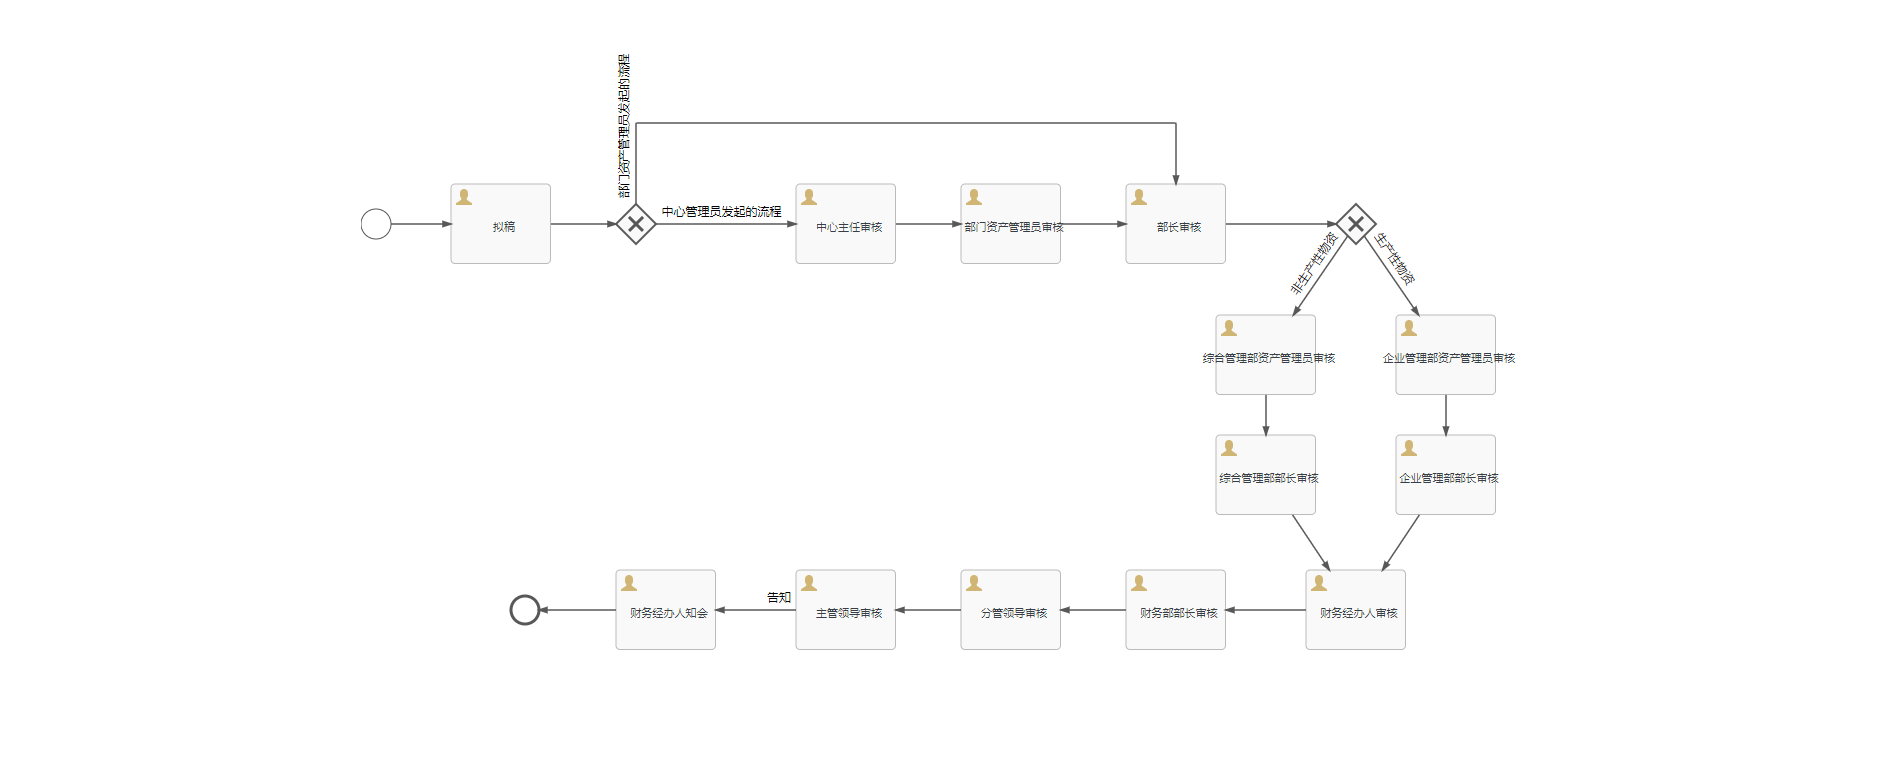 部门资产管理员发起的流程
中心管理员发起的流程
拟稿
中心主任审核
部门资产管理员审核
部长审核
非生产性物资
生产性物资
综合管理部资产管理员审核
企业管理部资产管理员审核
综合管理部部长审核
企业管理部部长审核
告知
财务经办人知会
主管领导审核
分管领导审核
财务部部长审核
财务经办人审核